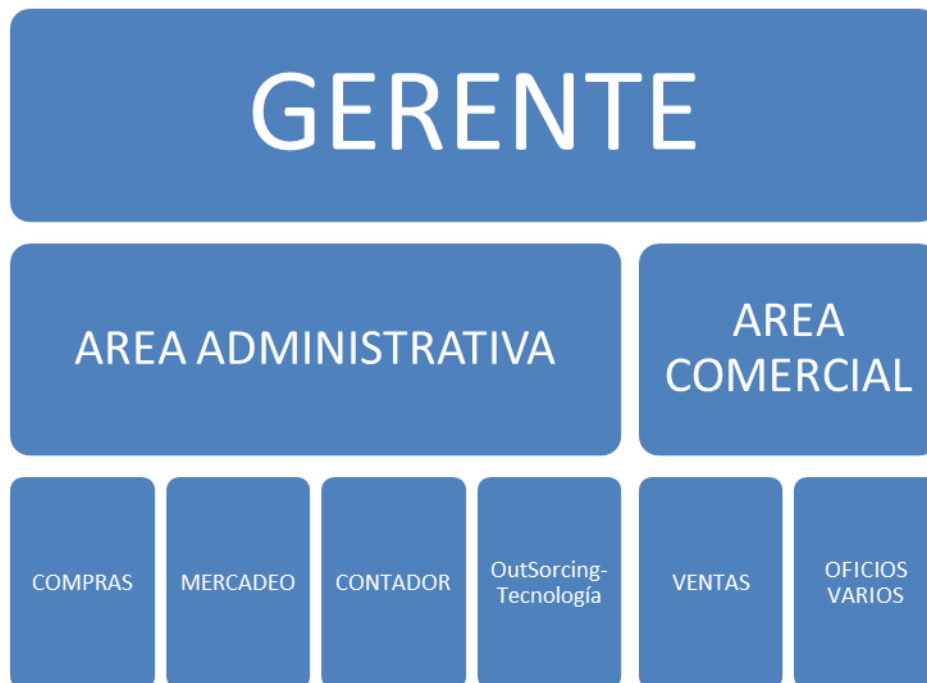 GERENTE
AREA ADMINISTRATIVA
AREA
COMERCIAL
COMPRAS
MERCADEO
CONTADOR
OutSorcing-
Tecnología
VENTAS
OFICIOS
VARIOS